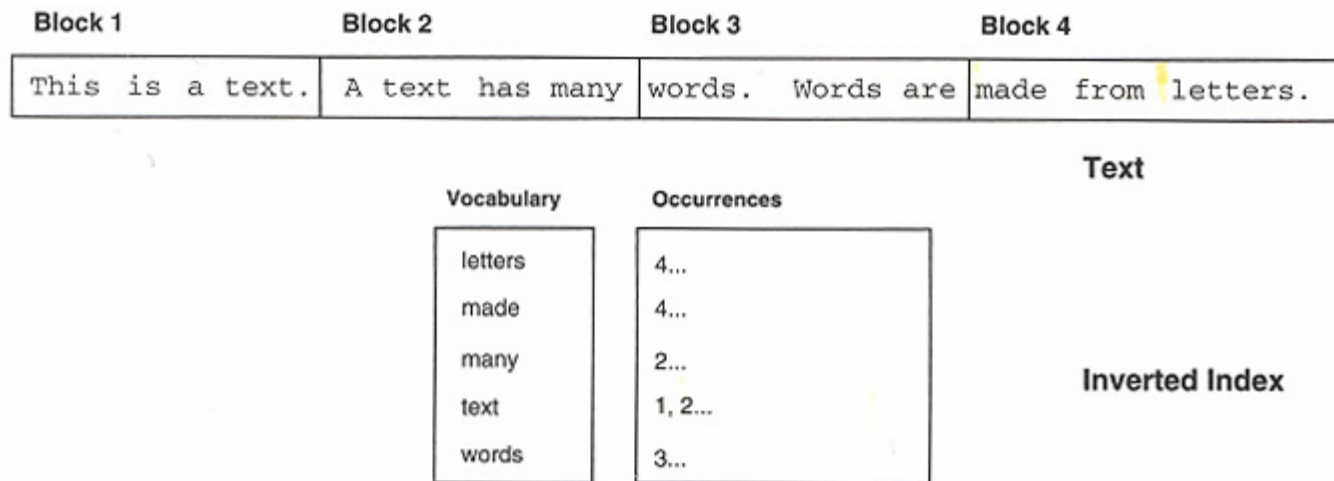 Block 1 Block 2 Block 3 Block 4
This is a text. A text has many words. Words are made from letters.
Text
Vocabulary Occurrences
letters 4...
made 4...
many 2...
Inverted Index
text 1, 2...
words 3...